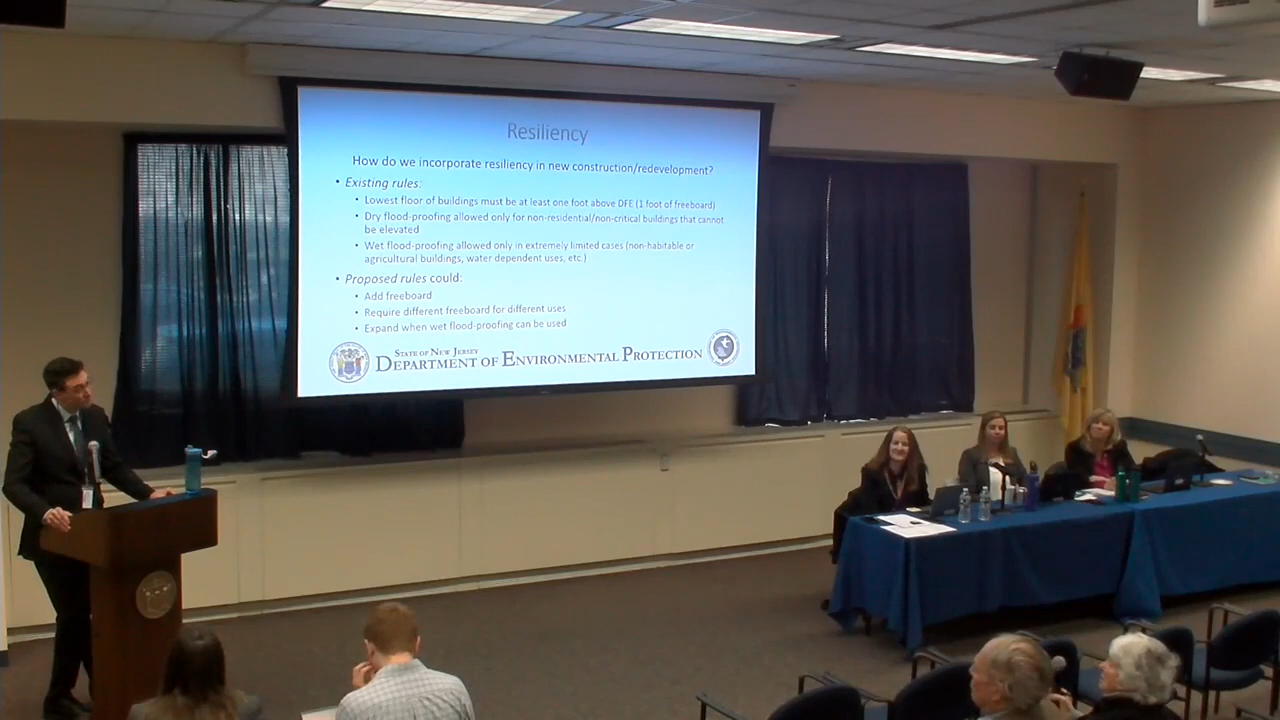 Resiliency
How do we incorporate resiliency in new construction/redevelopment?
• Existing rules:
• Lowest floor of buildings must be at least one foot above DFE (1 foot of freeboard)
• Dry flood-proofing allowed only for non-residential/non-critical buildings that cannot
be elevated
• Wet flood-proofing allowed only in extremely limited cases (non-habitable or
agricultural buildings, water dependent uses, etc.)
• Proposed rules could:
• Add freeboard
• Require different freeboard for different uses
• Expand when wet flood-proofing can be used
STATE OF NEW JERSEY
DEPARTMENT OF ENVIRONMENTAL PROTECTION